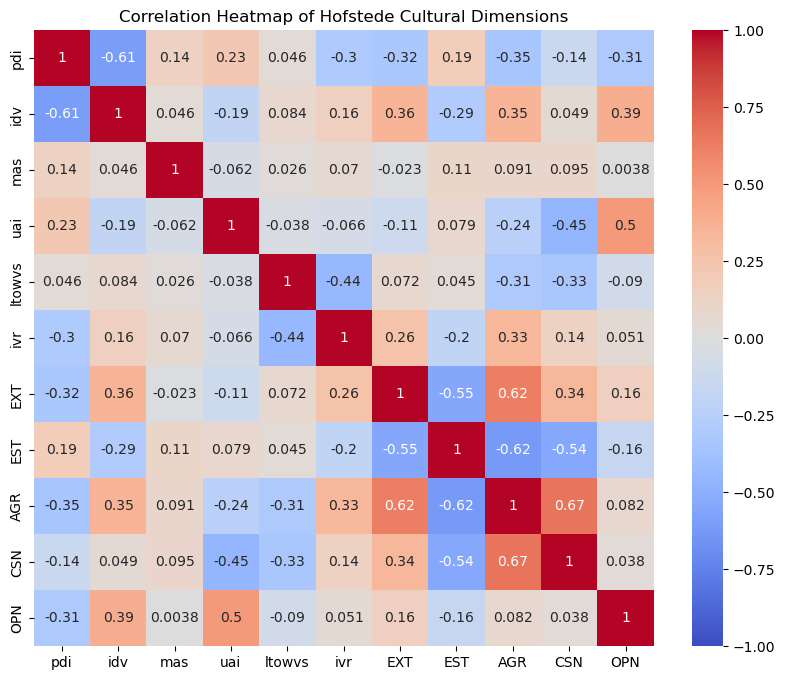 Correlation Heatmap of Hofstede Cultural Dimensions
pdi 1 -0.61 0.14 0.23 0.046 -0.3 -0.32 0.19 -0.35 -0.14 -0.31
idv -0.61 1 0.046 -0.19 0.084 0.16 0.36 -0.29 0.35 0.049 0.39
mas 0.14 0.046 1 -0.062 0.026 0.07 -0.023 0.11 0.091 0.095 0.0038
uai 0.23 -0.19 -0.062 1 -0.038 -0.066 -0.11 0.079 -0.24 -0.45 0.5
ltowvs 0.046 0.084 0.026 -0.038 1 -0.44 0.072 0.045 -0.31 -0.33 -0.09
ivr -0.3 0.16 0.07 -0.066 -0.44 1 0.26 -0.2 0.33 0.14 0.051
EXT -0.32 0.36 -0.023 -0.11 0.072 0.26 1 -0.55 0.62 0.34 0.16
EST 0.19 -0.29 0.11 0.079 0.045 -0.2 -0.55 1 -0.62 -0.54 -0.16
AGR -0.35 0.35 0.091 -0.24 -0.31 0.33 0.62 -0.62 1 0.67 0.082
CSN -0.14 0.049 0.095 -0.45 -0.33 0.14 0.34 -0.54 0.67 1 0.038
OPN -0.31 0.39 0.0038 0.5 -0.09 0.051 0.16 -0.16 0.082 0.038 1
pdi idv mas uai ltowvs ivr EXT EST AGR CSN OPN
1.00
0.75
0.50
0.25
0.00
−0.25
−0.50
−0.75
−1.00